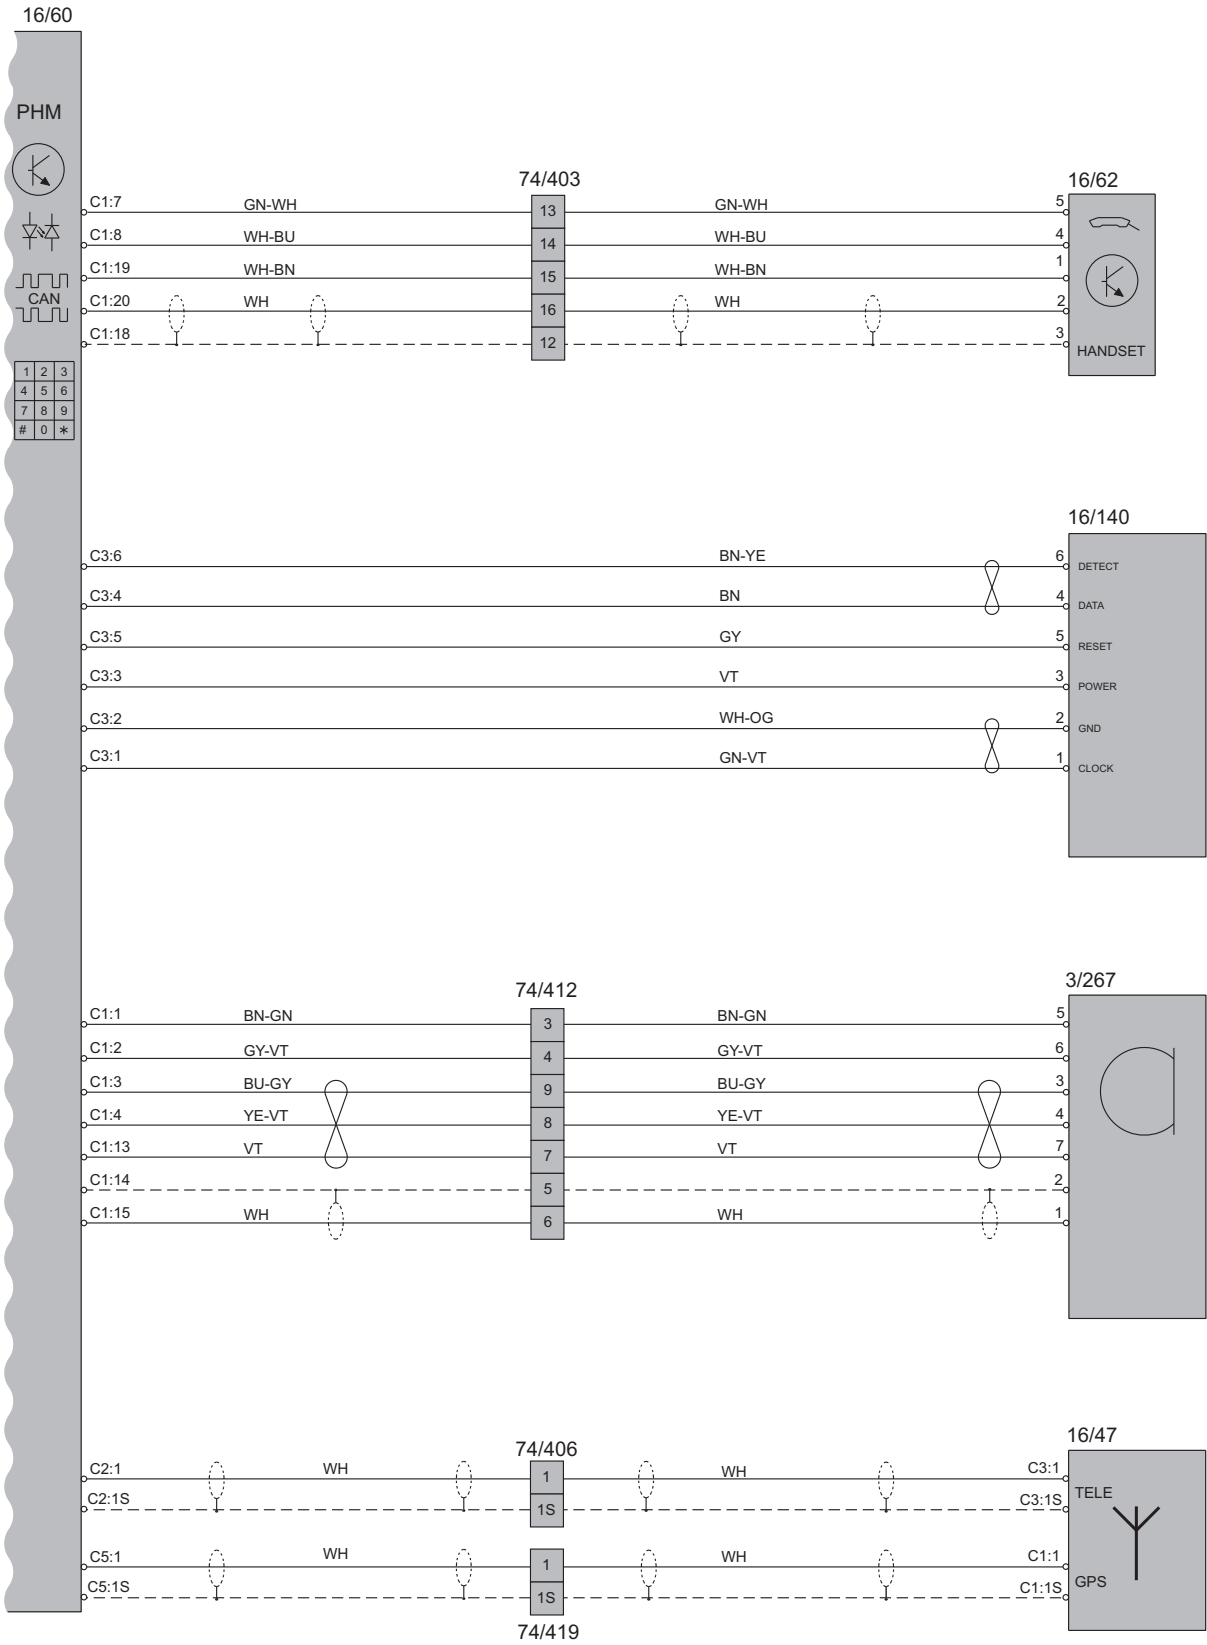 16/60
PHM
CAN
1 2 3
4 5 6
7 8 9
# 0 *
74/403
16/62
C1:7 GN-WH 13 GN-WH 5
C1:8 WH-BU 14 WH-BU 4
C1:19 WH-BN 15 WH-BN 1
C1:20 WH 16 WH 2
C1:18 12 3
HANDSET
16/140
C3:6 BN-YE 6 DETECT
C3:4 BN 4 DATA
C3:5 GY 5 RESET
C3:3 VT 3 POWER
C3:2 WH-OG 2 GND
C3:1 GN-VT 1 CLOCK
74/412
3/267
C1:1 BN-GN 3 BN-GN 5
C1:2 GY-VT 4 GY-VT 6
C1:3 BU-GY 9 BU-GY 3
C1:4 YE-VT 8 YE-VT 4
C1:13 VT 7 VT 7
C1:14 5 2
C1:15 WH 6 WH 1
74/406
16/47
C2:1 WH 1 WH C3:1
TELE
C2:1S 1S C3:1S
C5:1 WH 1 WH C1:1
GPS
C5:1S 1S C1:1S
74/419